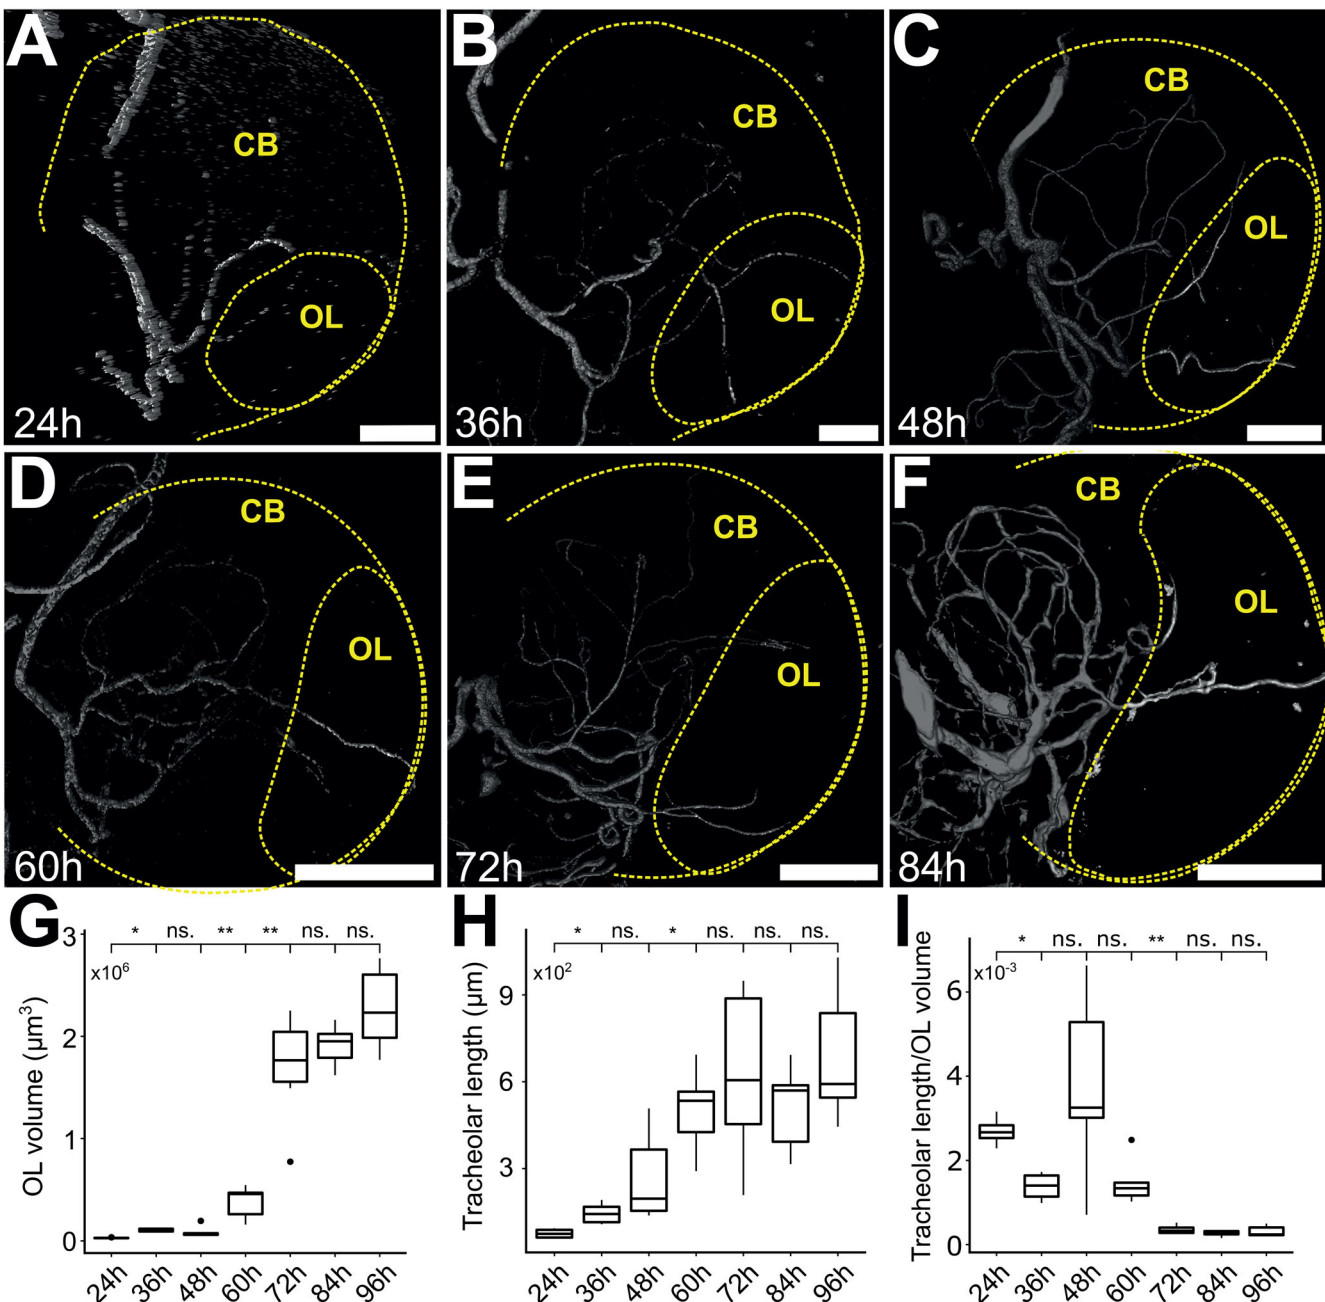 A
CB
OL
24h
B
CB
OL
36h
C
CB
OL
48h
D
CB
OL
60h
E
CB
OL
72h
F
CB
OL
84h
G
* ns. ** ** ns. ns.
x10⁶
OL volume (µm³)
3
2
1
0
24h 36h 48h 60h 72h 84h 96h
H
* ns. * ns. ns. ns.
x10²
Tracheolar length (µm)
9
6
3
24h 36h 48h 60h 72h 84h 96h
I
* ns. ns. ** ns. ns.
x10⁻³
Tracheolar length/OL volume
6
4
2
0
24h 36h 48h 60h 72h 84h 96h